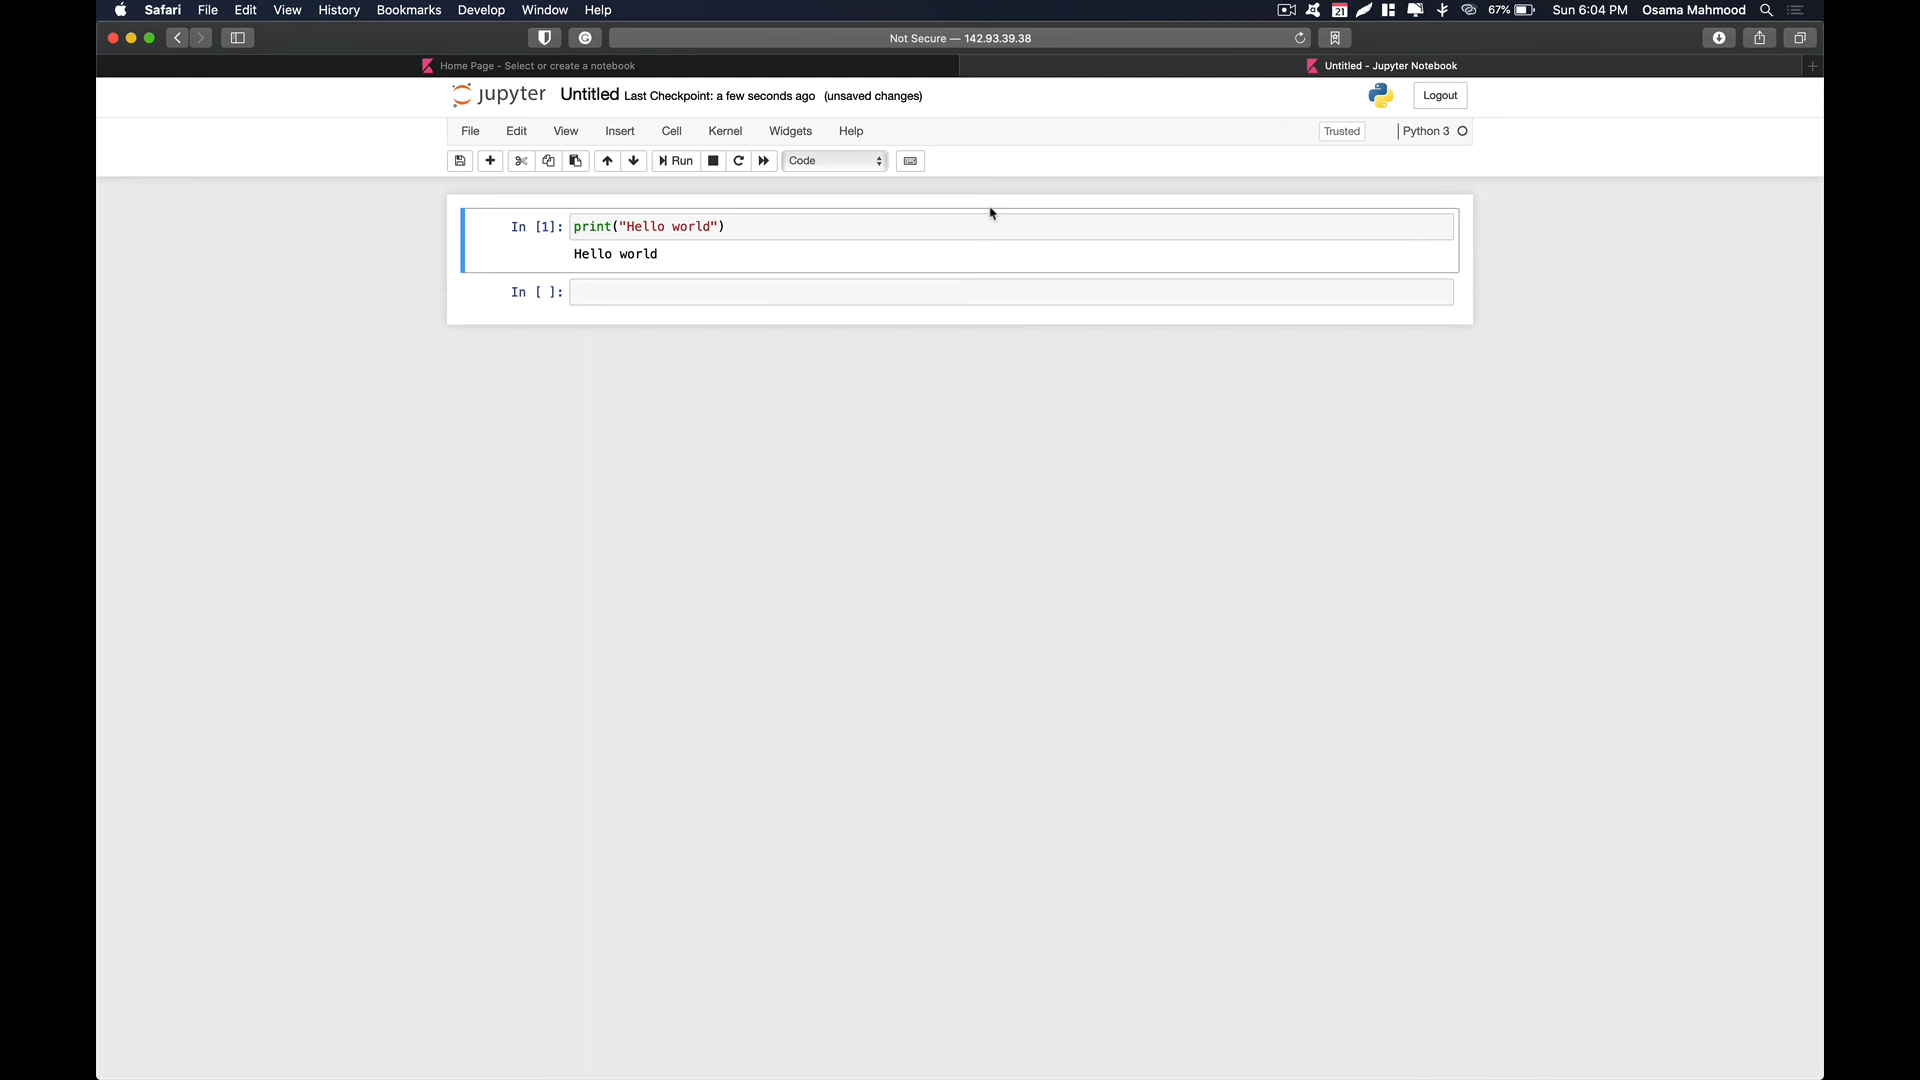 Safari File Edit View History Bookmarks Develop Window Help 21 67% Sun 6:04 PM Osama Mahmood
Not Secure — 142.93.39.38
Home Page - Select or create a notebook Untitled - Jupyter Notebook
jupyter Untitled Last Checkpoint: a few seconds ago (unsaved changes) Logout
File Edit View Insert Cell Kernel Widgets Help Trusted Python 3
Run Code
In [1]: print("Hello world")
Hello world
In [ ]: